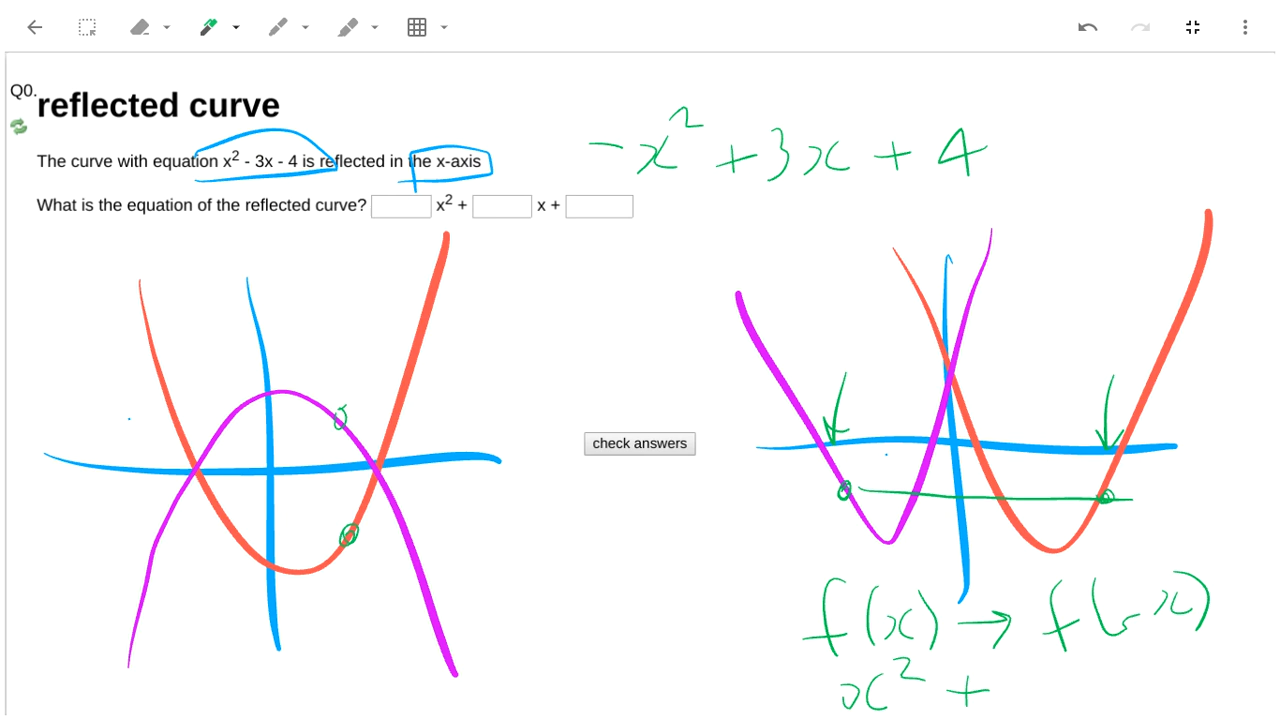 Q0.
reflected curve
The curve with equation x² - 3x - 4 is reflected in the x-axis
What is the equation of the reflected curve? x² + x +
-x² + 3x + 4
check answers
f(x) → f(-x)
x² +